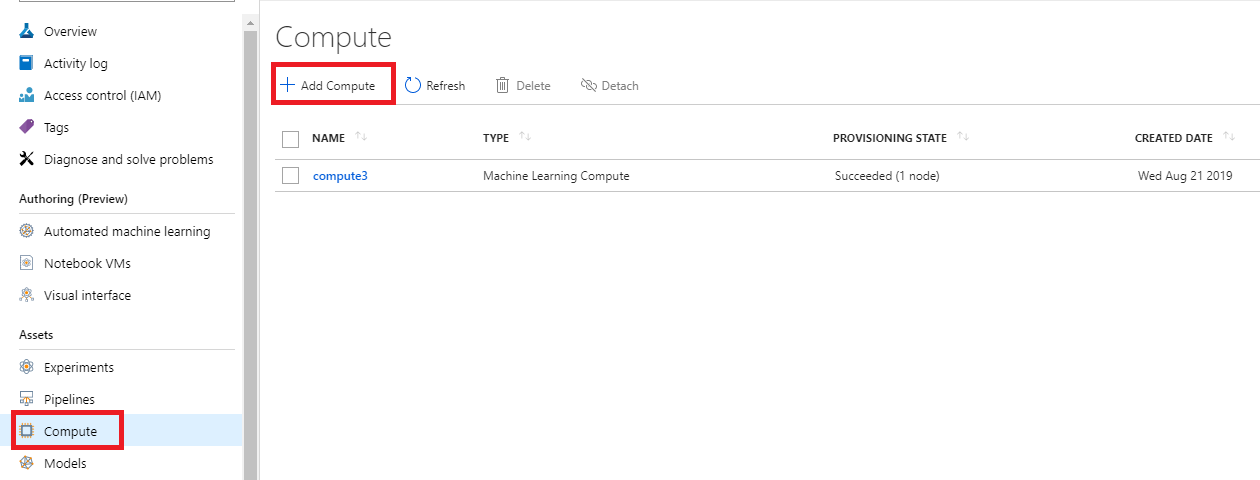 Overview
Activity log
Access control (IAM)
Tags
Diagnose and solve problems
Authoring (Preview)
Automated machine learning
Notebook VMs
Visual interface
Assets
Experiments
Pipelines
Compute
Models
Compute
Add Compute Refresh Delete Detach
NAME TYPE PROVISIONING STATE CREATED DATE
compute3 Machine Learning Compute Succeeded (1 node) Wed Aug 21 2019